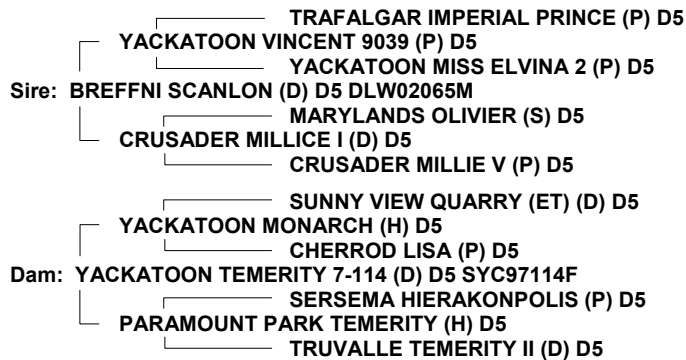 TRAFALGAR IMPERIAL PRINCE (P) D5
YACKATOON VINCENT 9039 (P) D5
YACKATOON MISS ELVINA 2 (P) D5
Sire: BREFFNI SCANLON (D) D5 DLW02065M
MARYLANDS OLIVIER (S) D5
CRUSADER MILLICE I (D) D5
CRUSADER MILLIE V (P) D5
SUNNY VIEW QUARRY (ET) (D) D5
YACKATOON MONARCH (H) D5
CHERROD LISA (P) D5
Dam: YACKATOON TEMERITY 7-114 (D) D5 SYC97114F
SERSEMA HIERAKONPOLIS (P) D5
PARAMOUNT PARK TEMERITY (H) D5
TRUVALLE TEMERITY II (D) D5